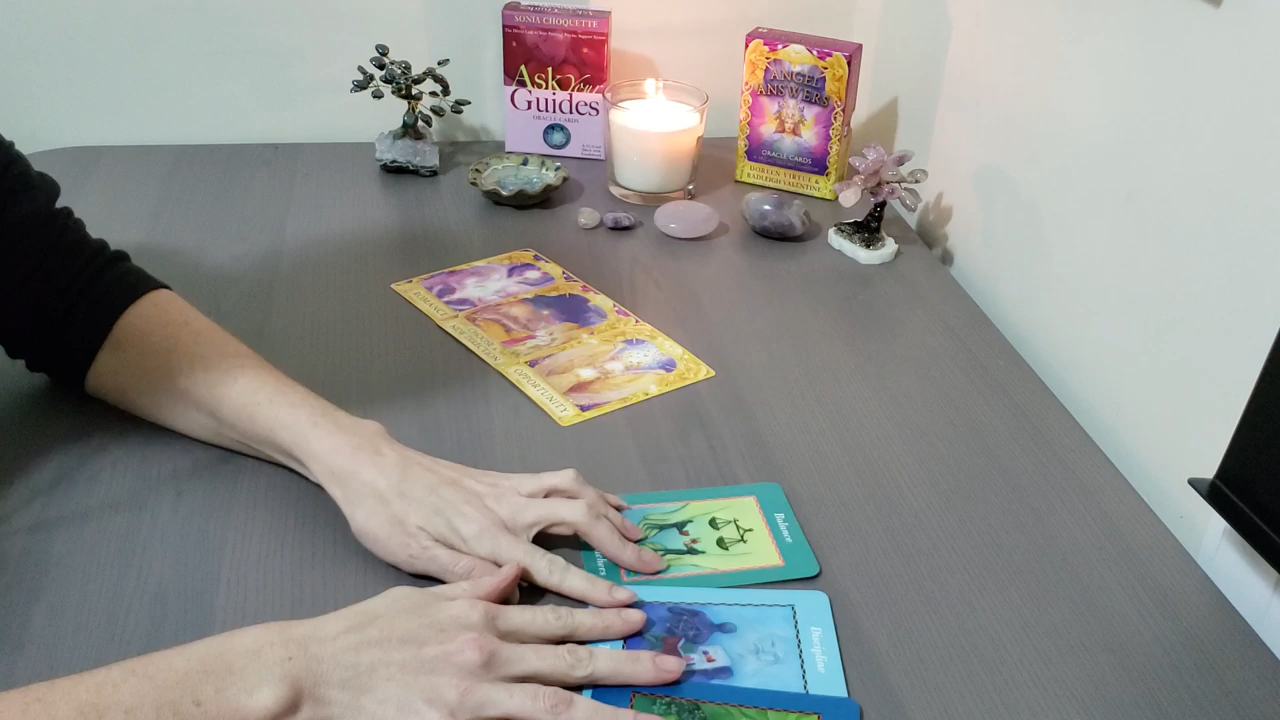 SONIA CHOQUETTE
Ask Your
Guides
ORACLE CARDS
ANGEL
ANSWERS
ORACLE CARDS
DOREEN VIRTUE &
RADLEIGH VALENTINE
ROMANCE
CHOOSE A
NEW DIRECTION
OPPORTUNITY
Balance
Discipline